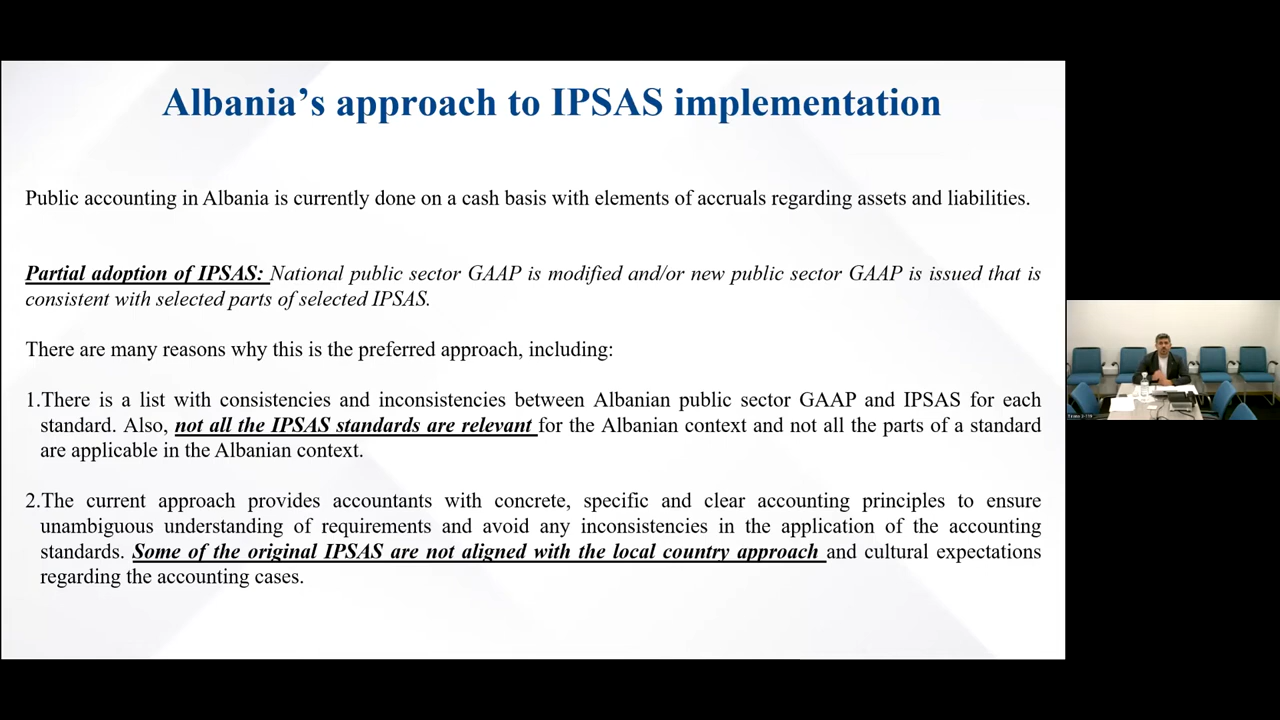 Albania’s approach to IPSAS implementation
Public accounting in Albania is currently done on a cash basis with elements of accruals regarding assets and liabilities.
Partial adoption of IPSAS: National public sector GAAP is modified and/or new public sector GAAP is issued that is
consistent with selected parts of selected IPSAS.
There are many reasons why this is the preferred approach, including:
1.There is a list with consistencies and inconsistencies between Albanian public sector GAAP and IPSAS for each
standard. Also, not all the IPSAS standards are relevant for the Albanian context and not all the parts of a standard
are applicable in the Albanian context.
2.The current approach provides accountants with concrete, specific and clear accounting principles to ensure
unambiguous understanding of requirements and avoid any inconsistencies in the application of the accounting
standards. Some of the original IPSAS are not aligned with the local country approach and cultural expectations
regarding the accounting cases.